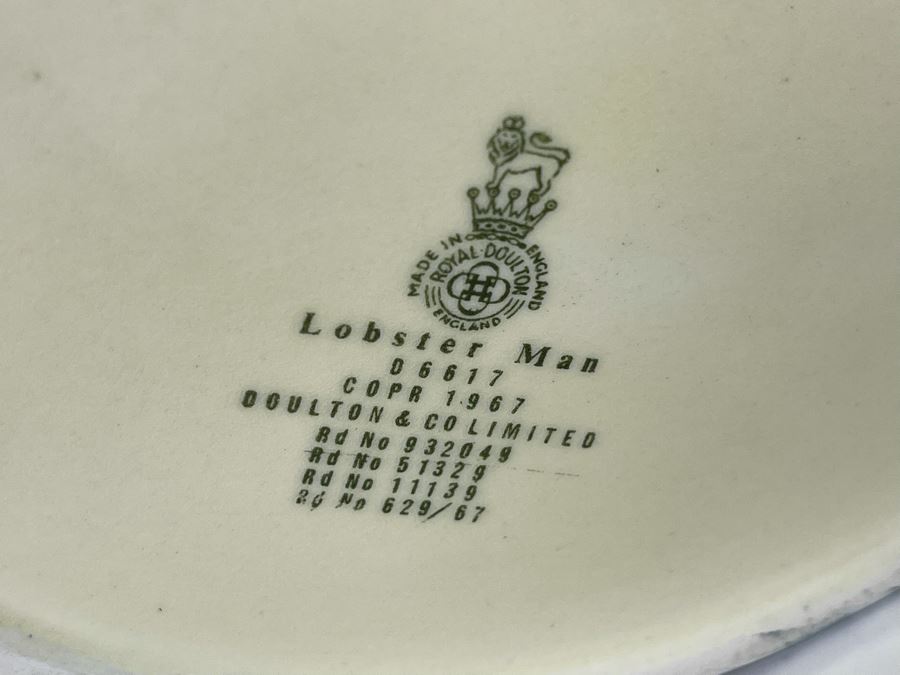 MADE IN ENGLAND
ROYAL·DOULTON
ENGLAND
Lobster Man
D 6617
COPR 1967
DOULTON & CO LIMITED
Rd No 932049
Rd No 51329
Rd No 11139
Rd No 629/67